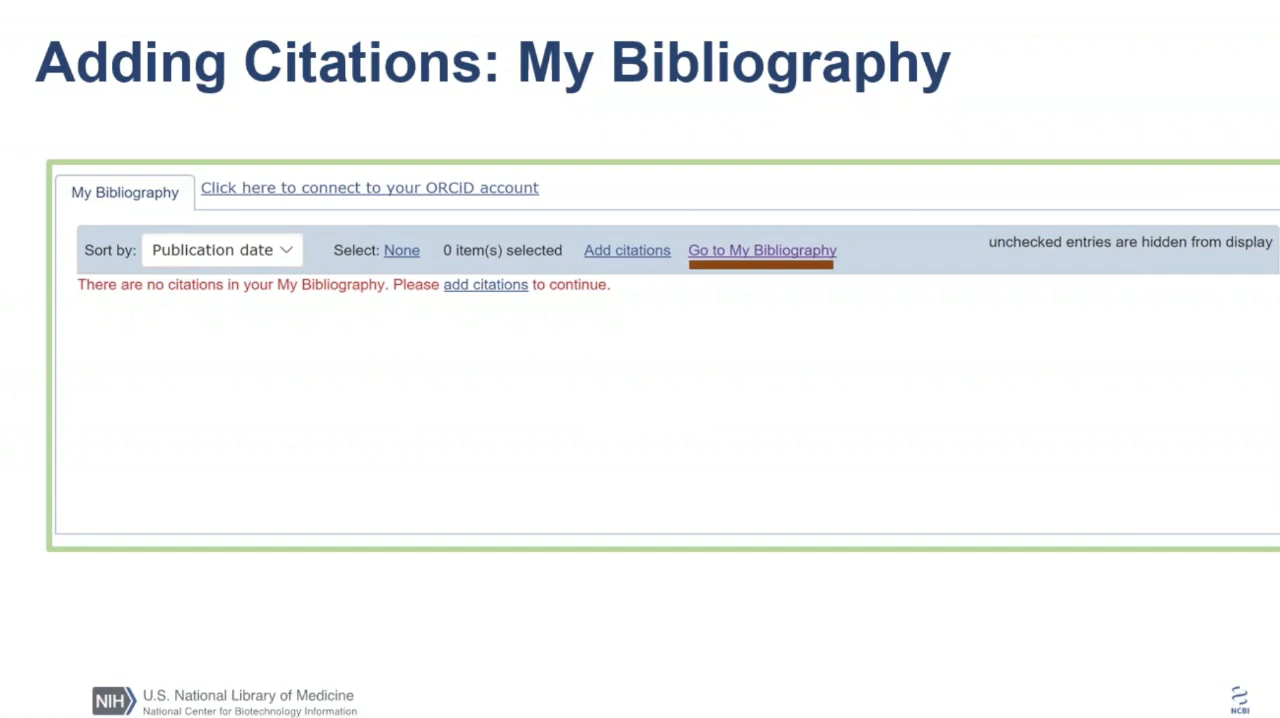 Adding Citations: My Bibliography
My Bibliography Click here to connect to your ORCiD account
Sort by: Publication date Select: None 0 item(s) selected Add citations Go to My Bibliography unchecked entries are hidden from display
There are no citations in your My Bibliography. Please add citations to continue.
NIH U.S. National Library of Medicine
National Center for Biotechnology Information
NCBI